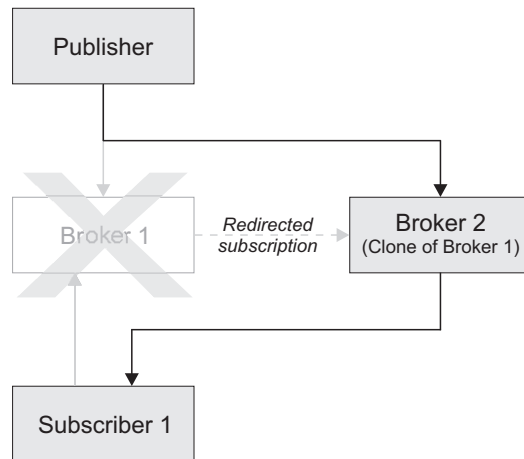 Publisher
Broker 1
Redirected
subscription
Broker 2
(Clone of Broker 1)
Subscriber 1